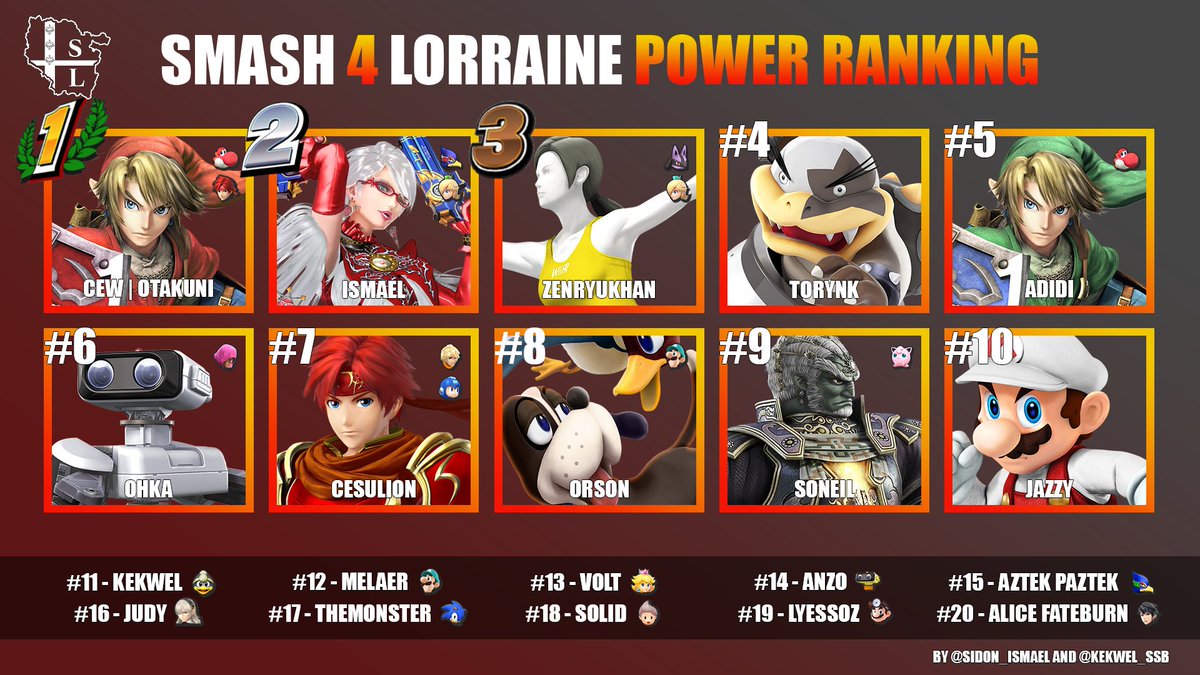 S
L
SMASH 4 LORRAINE POWER RANKING
1
2
3
#4
#5
CEW | OTAKUNI
ISMAEL
ZENRYUKHAN
TORYNK
ADIDI
#6
#7
#8
#9
#10
OHKA
CESULION
ORSON
SONEIL
JAZZY
#11 - KEKWEL
#12 - MELAER
#13 - VOLT
#14 - ANZO
#15 - AZTEK PAZTEK
#16 - JUDY
#17 - THEMONSTER
#18 - SOLID
#19 - LYESSOZ
#20 - ALICE FATEBURN
BY @SIDON_ISMAEL AND @KEKWEL_SSB